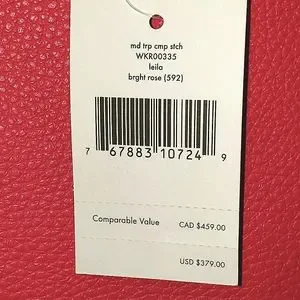 md trp cmp stch
WKR00335
leila
brght rose (592)
7 67883 10724 9
Comparable Value CAD $459.00
USD $379.00